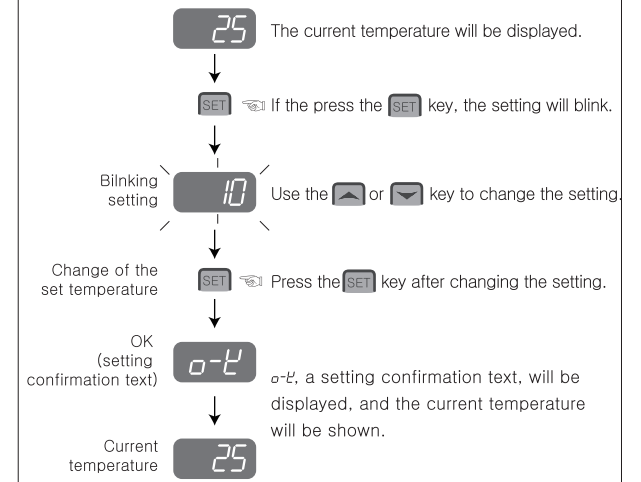 25 The current temperature will be displayed.
SET If the press the SET key, the setting will blink.
Bilnking
setting
10 Use the or key to change the setting.
Change of the
set temperature
SET Press the SET key after changing the setting.
OK
(setting
confirmation text)
o-k
o-k, a setting confirmation text, will be
displayed, and the current temperature
will be shown.
Current
temperature
25